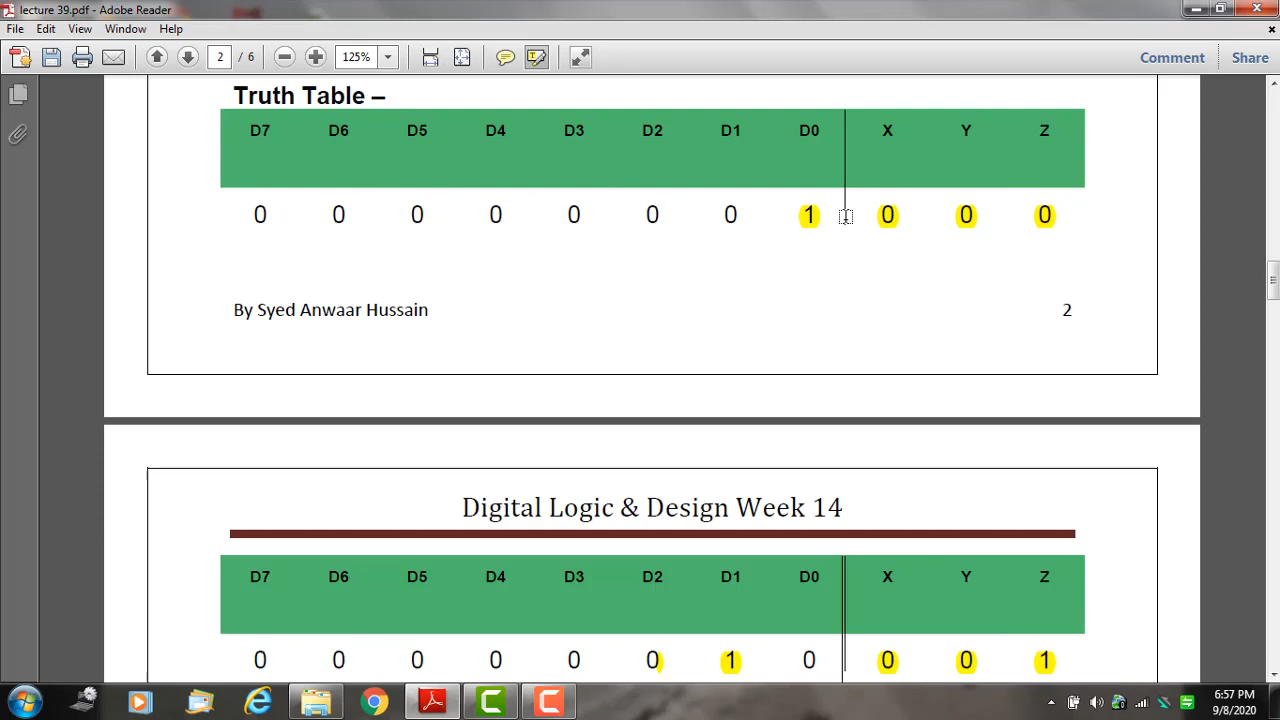 lecture 39.pdf - Adobe Reader
File Edit View Window Help
2 / 6 125% Comment Share
Truth Table –
D7 D6 D5 D4 D3 D2 D1 D0 X Y Z
0 0 0 0 0 0 0 1 0 0 0
By Syed Anwaar Hussain 2
Digital Logic & Design Week 14
D7 D6 D5 D4 D3 D2 D1 D0 X Y Z
0 0 0 0 0 0 1 0 0 0 1
6:57 PM
9/8/2020